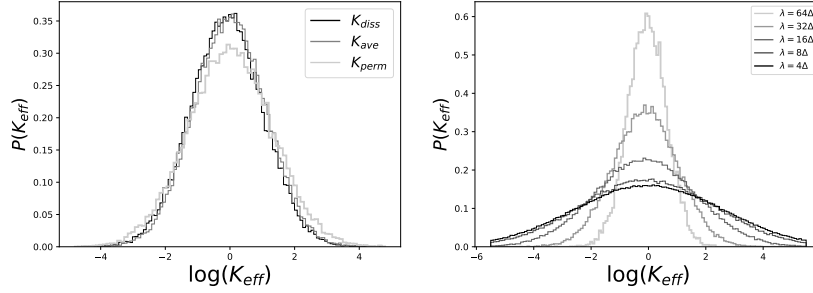 0.35
0.30
0.25
0.20
0.15
0.10
0.05
0.00
P(K_eff)
−4
−2
0
2
4
log(K_eff)
K_diss
K_ave
K_perm
0.6
0.5
0.4
0.3
0.2
0.1
0.0
P(K_eff)
−6
−4
−2
0
2
4
log(K_eff)
λ = 64Δ
λ = 32Δ
λ = 16Δ
λ = 8Δ
λ = 4Δ